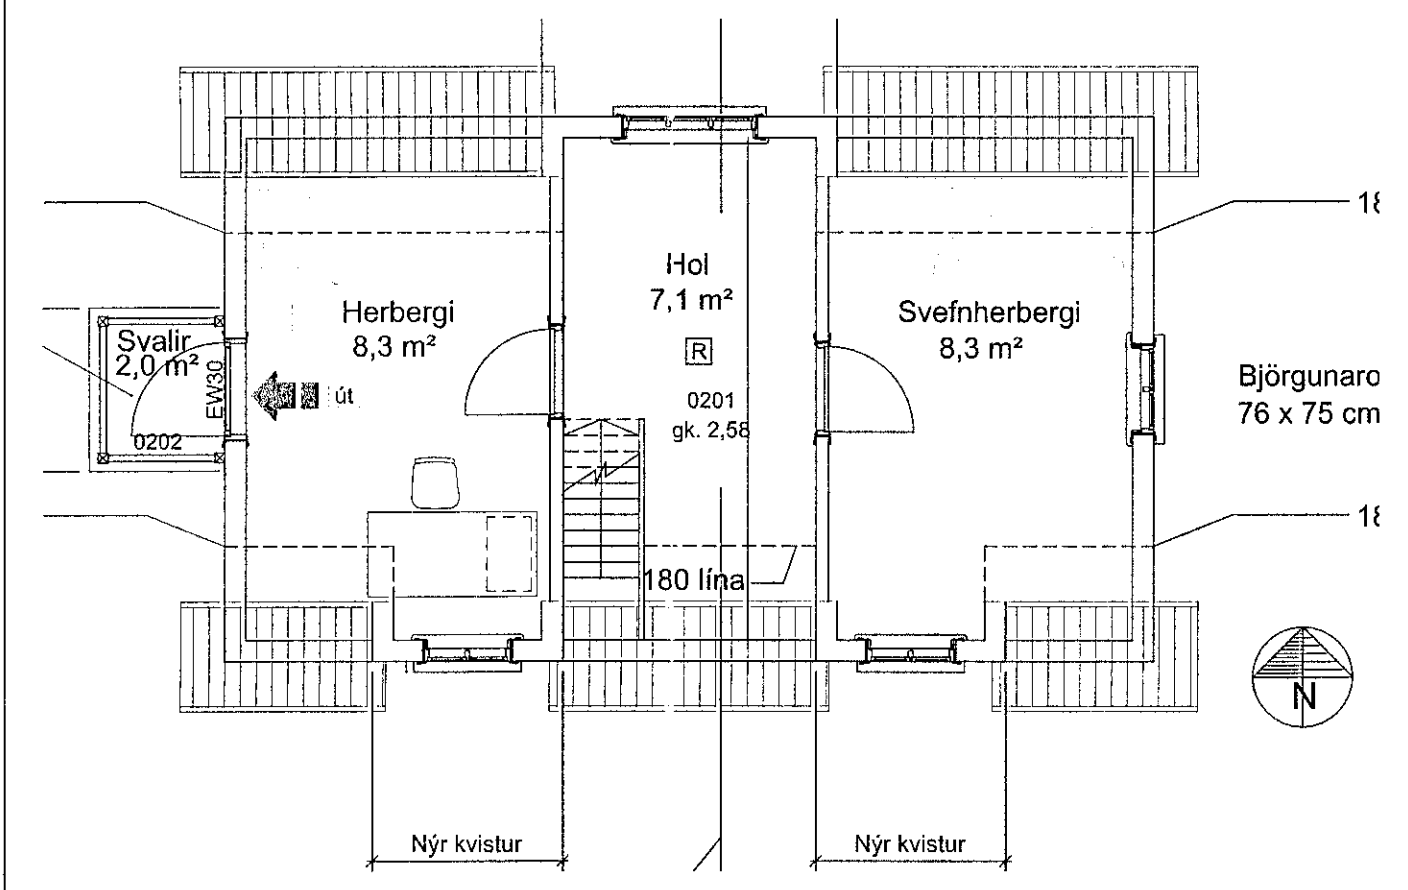 18
Hol
7,1 m²
R
0201
gk. 2,58
Herbergi
8,3 m²
Svefnherbergi
8,3 m²
Svalir
2,0 m²
EW30
0202
út
Björgunaro
76 x 75 cm
18
180 lína
N
Nýr kvistur
Nýr kvistur